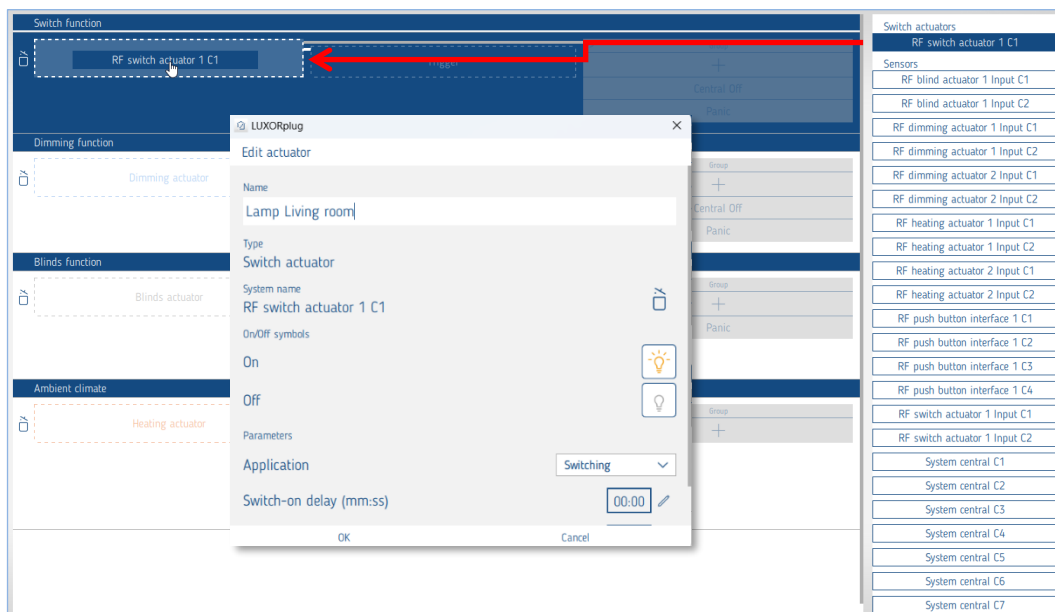 Switch function
RF switch actuator 1 C1
Trigger
Central Off
Panic
Dimming function
Dimming actuator
Group
Central Off
Panic
Blinds function
Blinds actuator
Group
Panic
Ambient climate
Heating actuator
Group
LUXORplug
Edit actuator
Name
Lamp Living room
Type
Switch actuator
System name
RF switch actuator 1 C1
On/Off symbols
On
Off
Parameters
Application
Switching
Switch-on delay (mm:ss)
00:00
OK
Cancel
Switch actuators
RF switch actuator 1 C1
Sensors
RF blind actuator 1 Input C1
RF blind actuator 1 Input C2
RF dimming actuator 1 Input C1
RF dimming actuator 1 Input C2
RF dimming actuator 2 Input C1
RF dimming actuator 2 Input C2
RF heating actuator 1 Input C1
RF heating actuator 1 Input C2
RF heating actuator 2 Input C1
RF heating actuator 2 Input C2
RF push button interface 1 C1
RF push button interface 1 C2
RF push button interface 1 C3
RF push button interface 1 C4
RF switch actuator 1 Input C1
RF switch actuator 1 Input C2
System central C1
System central C2
System central C3
System central C4
System central C5
System central C6
System central C7